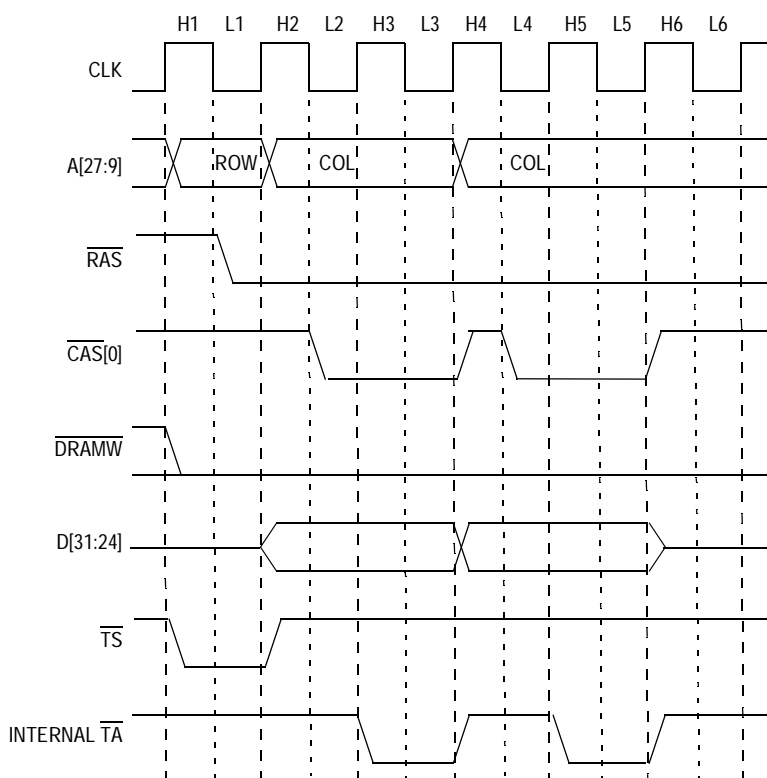 H1 L1 H2 L2 H3 L3 H4 L4 H5 L5 H6 L6
CLK
A[27:9] ROW COL COL
RAS
CAS[0]
DRAMW
D[31:24]
TS
INTERNAL TA